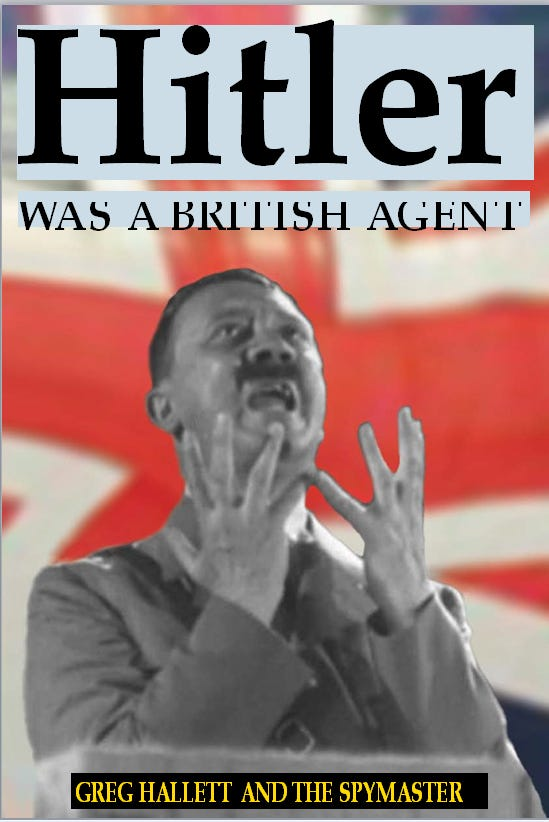 Hitler
WAS A BRITISH AGENT
GREG HALLETT AND THE SPYMASTER